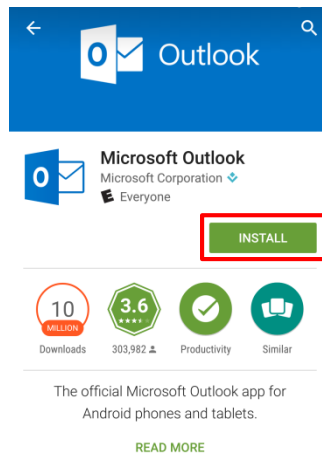 Outlook
Microsoft Outlook
Microsoft Corporation
E Everyone
INSTALL
10
MILLION
3.6
Downloads
303,982
Productivity
Similar
The official Microsoft Outlook app for
Android phones and tablets.
READ MORE